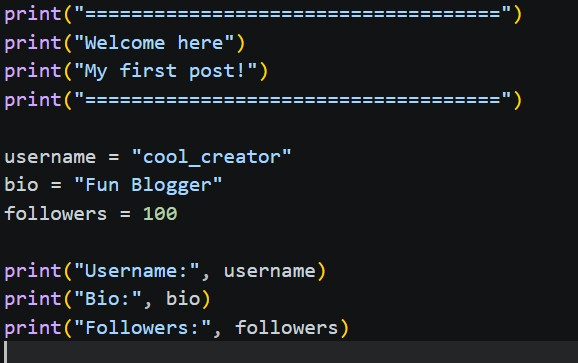 print("====================================")
print("Welcome here")
print("My first post!")
print("====================================")
username = "cool_creator"
bio = "Fun Blogger"
followers = 100
print("Username:", username)
print("Bio:", bio)
print("Followers:", followers)